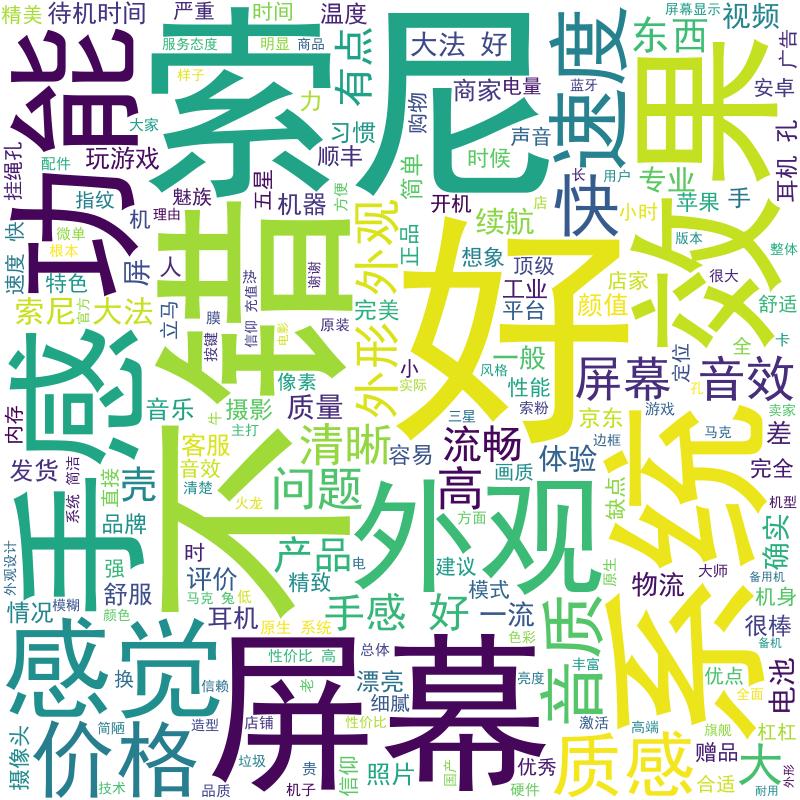 精美
待机时间
严重
时间
温度
屏幕显示
视频
服务态度
明显
商品
大法 好
东西
广告
功能
索尼
有点
速度
果
样子
力
商家
电量
购物
蓝牙
安卓
大家
习惯
声音
挂绳孔
配件
玩游戏
顺丰
简单
时候
快
长
用户
专业
耳机 孔
指纹
魅族
五星
机器
方便
开机
店
小时
苹果
手
速度 快
微单
机
理由
外形 外观
正品
续航
版本
根本
屏
不错
好
效
整体
特色
人
谢谢
想象
顶级
店家
很大
索尼 大法
官方
立马
信仰 充值
完美
工业
平台
颜值
舒适
手感
膜
按键
电影
原装
定位
全
卡
小
一般
风格
像素
实际
性能
屏幕
音效
内存
音乐
牛
摄影
质量
索粉
三星
京东
游戏
孔
卖家
主打
清晰
流畅
边框
马克
差
客服
发货
系统 简洁
直接
壳
音效
清楚
问题
容易
画质
体验
系统
完全
高
缺点
品牌
火龙
外观
机型
方面
确实
外观设计
强
时
产品
电
建议
原生
大师
舒服
评价
精致
模式
物流
备用机
情况
模糊
颜色
马克 兔
低
耳机
手感 好
一流
机身
原生 系统
色彩
音质
很棒
备机
感觉
屏幕
性价比 高
总体
丰富
换
信赖
漂亮
亮度
优点
电池
老
细腻
全面
摄像头
简陋
造型
店铺
性价比
激活
高端
旗舰
杠杠
价格
垃圾
信仰
照片
优秀
质感
赠品
大
技术
品质
贵
机子
国产
硬件
合适
外形
耐用